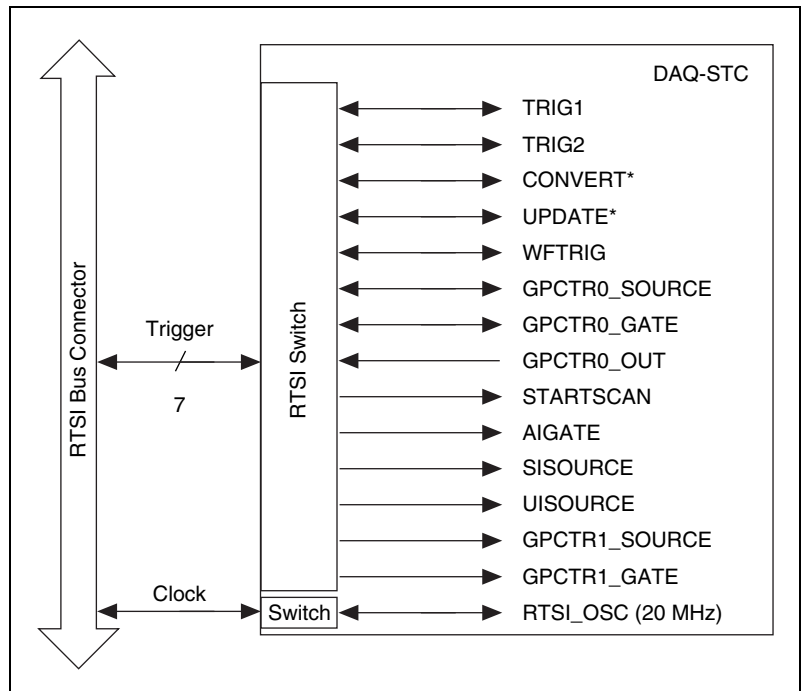 DAQ-STC
TRIG1
TRIG2
CONVERT*
UPDATE*
WFTRIG
GPCTR0_SOURCE
GPCTR0_GATE
GPCTR0_OUT
STARTSCAN
AIGATE
SISOURCE
UISOURCE
GPCTR1_SOURCE
GPCTR1_GATE
RTSI_OSC (20 MHz)
RTSI Bus Connector
Trigger
7
Clock
RTSI Switch
Switch